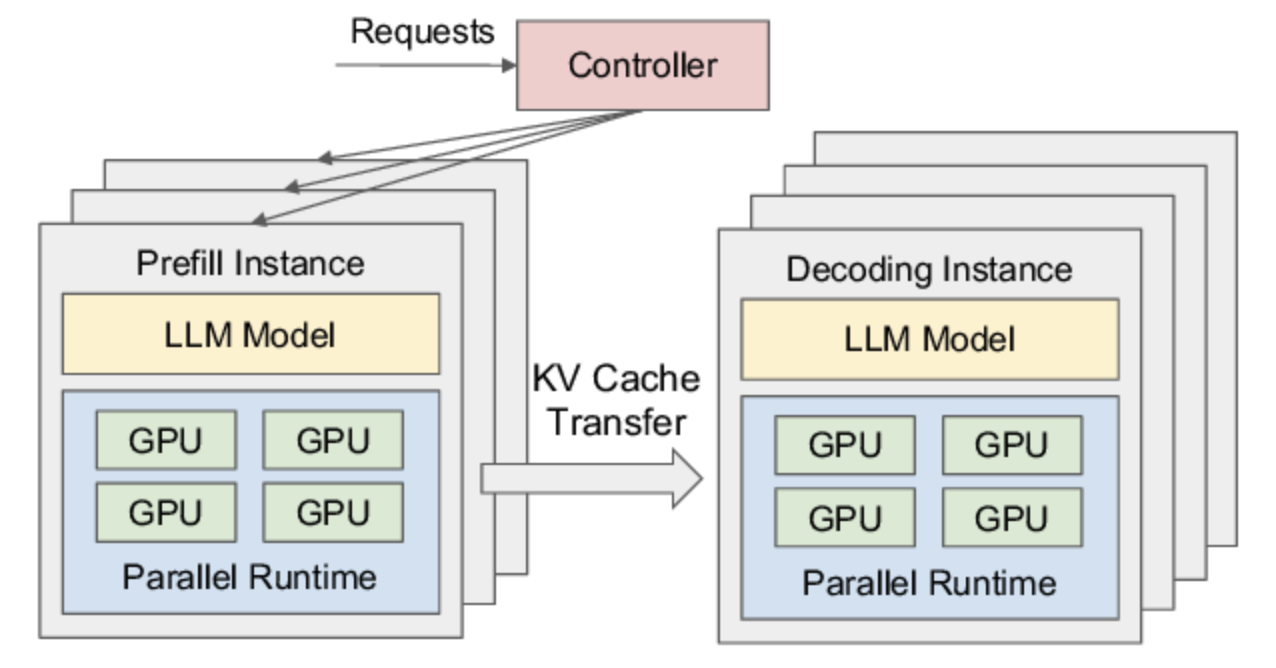 Requests
Controller
Prefill Instance
LLM Model
GPU
GPU
GPU
GPU
Parallel Runtime
KV Cache
Transfer
Decoding Instance
LLM Model
GPU
GPU
GPU
GPU
Parallel Runtime